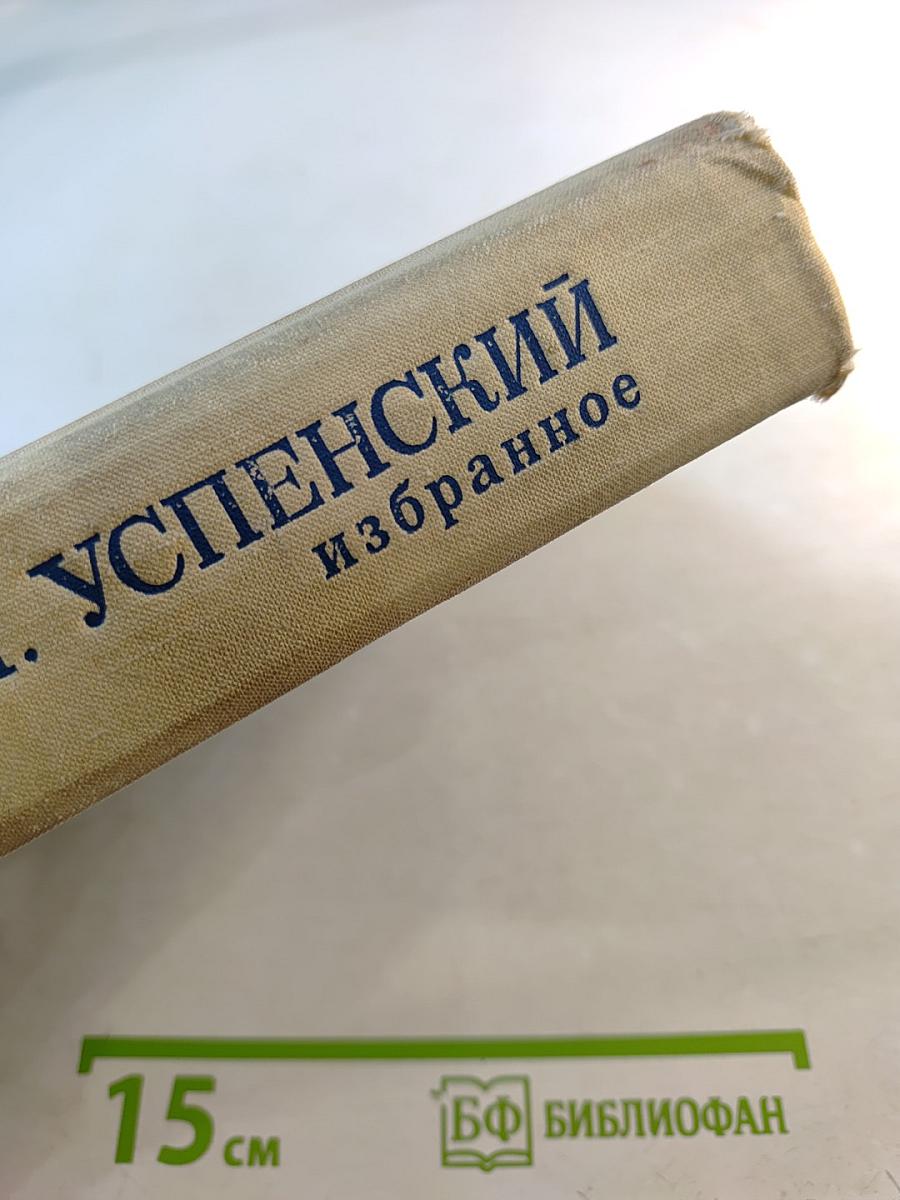 УСПЕНСКИЙ
избранное
15 см
БФ БИБЛИОФАН